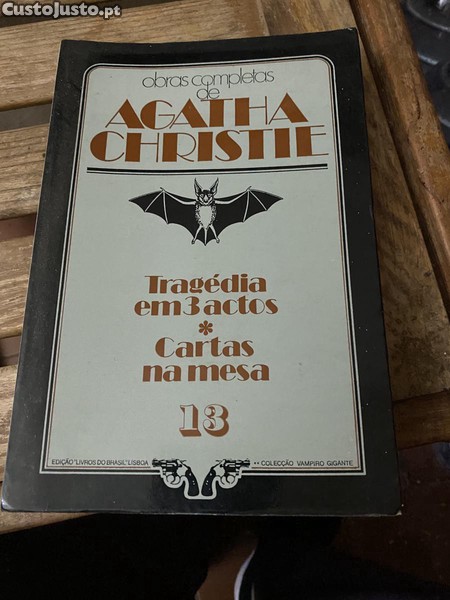 CustoJusto.pt
obras completas
de
AGATHA
CHRISTIE
Tragédia
em 3 actos
*
Cartas
na mesa
13
EDIÇÃO "LIVROS DO BRASIL" LISBOA ** COLECÇÃO VAMPIRO GIGANTE